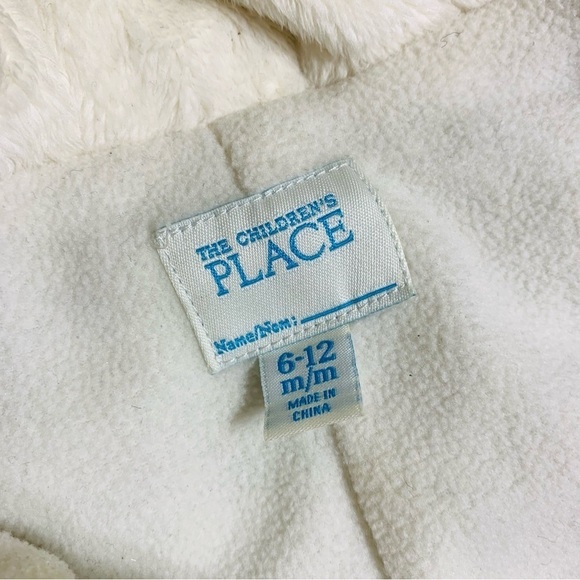 THE CHILDREN'S
PLACE
Name/Nom:
6-12
m/m
MADE IN
CHINA